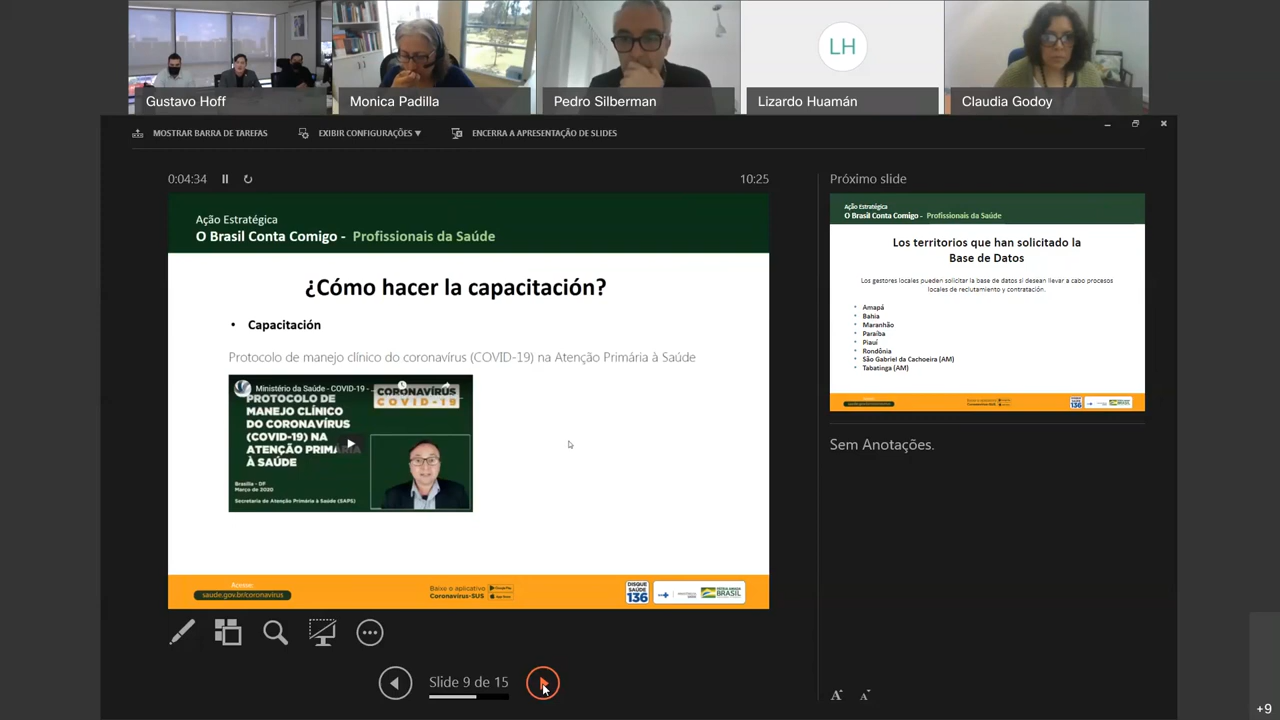 LH
Gustavo Hoff
Monica Padilla
Pedro Silberman
Lizardo Huamán
Claudia Godoy
MOSTRAR BARRA DE TAREFAS
EXIBIR CONFIGURAÇÕES ▼
ENCERRA A APRESENTAÇÃO DE SLIDES
0:04:34
10:25
Ação Estratégica
O Brasil Conta Comigo - Profissionais da Saúde
¿Cómo hacer la capacitación?
• Capacitación
Protocolo de manejo clínico do coronavírus (COVID-19) na Atenção Primária à Saúde
Ministério da Saúde - COVID-19 - ...
CORONAVÍRUS
COVID-19
PROTOCOLO DE
MANEJO CLÍNICO
DO CORONAVÍRUS
(COVID-19) NA
ATENÇÃO PRIMÁRIA
À SAÚDE
Brasília - DF
Março de 2020
Secretaria de Atenção Primária à Saúde (SAPS)
Acesse:
saude.gov.br/coronavirus
Baixe o aplicativo
Coronavírus-SUS
DISQUE
SAÚDE
136
BRASIL
Slide 9 de 15
Próximo slide
Ação Estratégica
O Brasil Conta Comigo - Profissionais da Saúde
Los territorios que han solicitado la
Base de Datos
Los gestores locales pueden solicitar la base de datos si desean llevar a cabo procesos
locales de reclutamiento y contratación.
• Amapá
• Bahia
• Maranhão
• Paraíba
• Piauí
• Rondônia
• São Gabriel da Cachoeira (AM)
• Tabatinga (AM)
136
BRASIL
Sem Anotações.
A A
+9